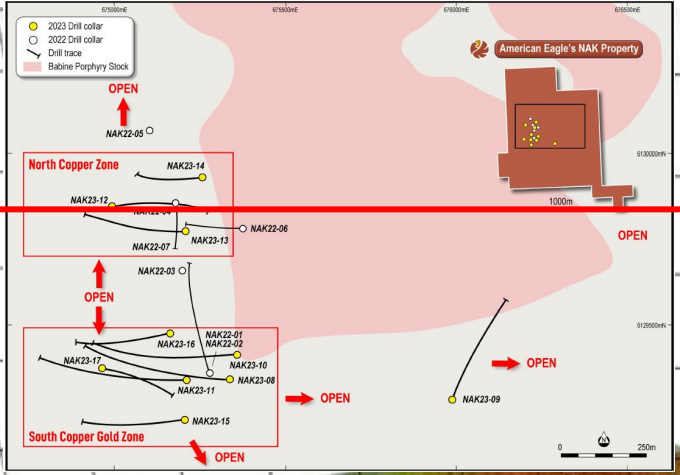 675000mE
675500mE
676000mE
676500mE
2023 Drill collar
2022 Drill collar
Drill trace
Babine Porphyry Stock
American Eagle's NAK Property
OPEN
NAK22-05
North Copper Zone
NAK23-14
6130000mN
NAK23-12
NAK22-04
1000m
NAK22-06
NAK23-13
OPEN
NAK22-07
NAK22-03
OPEN
6129500mN
NAK22-01
NAK23-16
NAK22-02
NAK23-17
NAK23-10
OPEN
NAK23-08
NAK23-11
OPEN
NAK23-09
NAK23-15
South Copper Gold Zone
OPEN
0
250m